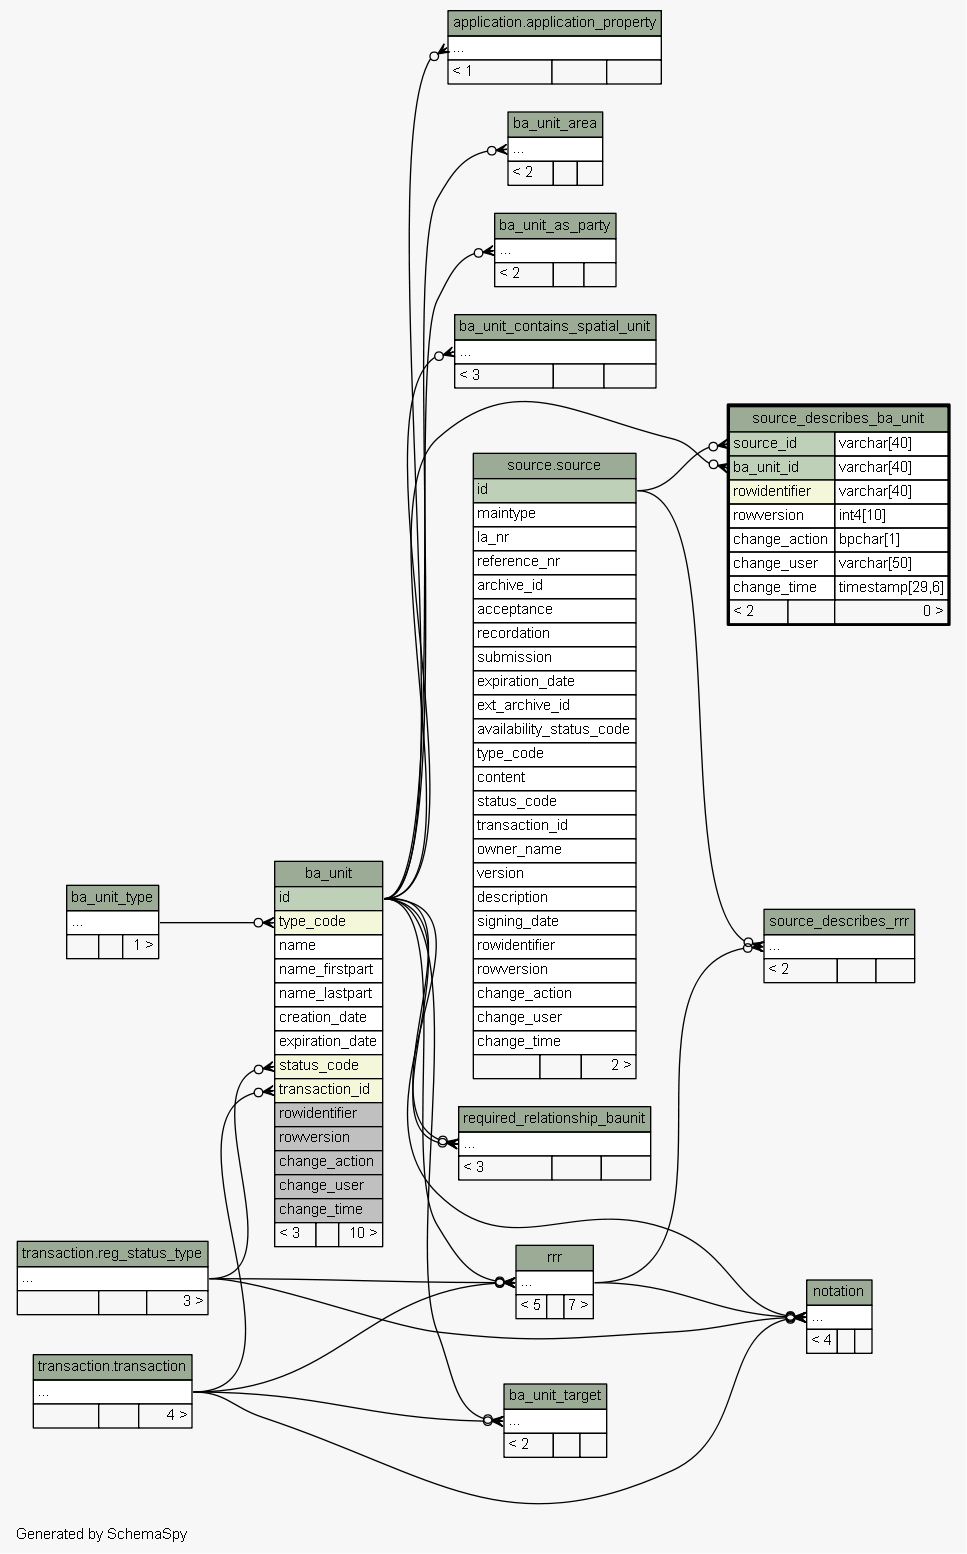 application.application_property
...
< 1
ba_unit_area
...
< 2
ba_unit_as_party
...
< 2
ba_unit_contains_spatial_unit
...
< 3
source_describes_ba_unit
source_id varchar[40]
ba_unit_id varchar[40]
rowidentifier varchar[40]
rowversion int4[10]
change_action bpchar[1]
change_user varchar[50]
change_time timestamp[29,6]
< 2 0 >
source.source
id
maintype
la_nr
reference_nr
archive_id
acceptance
recordation
submission
expiration_date
ext_archive_id
availability_status_code
type_code
content
status_code
transaction_id
owner_name
version
description
signing_date
rowidentifier
rowversion
change_action
change_user
change_time
2 >
ba_unit
id
type_code
name
name_firstpart
name_lastpart
creation_date
expiration_date
status_code
transaction_id
rowidentifier
rowversion
change_action
change_user
change_time
< 3 10 >
ba_unit_type
...
1 >
source_describes_rrr
...
< 2
required_relationship_baunit
...
< 3
transaction.reg_status_type
...
3 >
rrr
...
< 5 7 >
notation
...
< 4
transaction.transaction
...
4 >
ba_unit_target
...
< 2
Generated by SchemaSpy